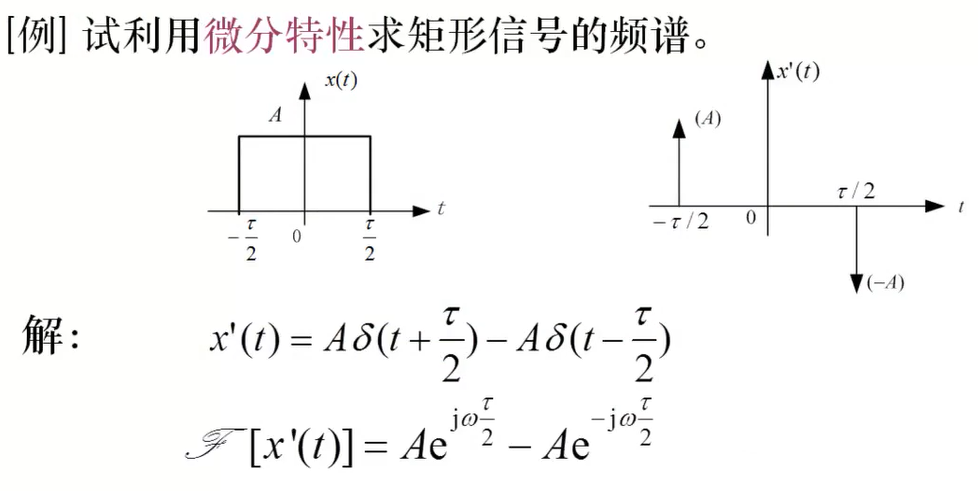 [例] 试利用微分特性求矩形信号的频谱。
x(t)
A
t
-τ/2
0
τ/2
x'(t)
(A)
τ/2
-τ/2
0
t
(-A)
解: x'(t) = Aδ(t + τ/2) - Aδ(t - τ/2)
ℱ[x'(t)] = Ae^{jωτ/2} - Ae^{-jωτ/2}